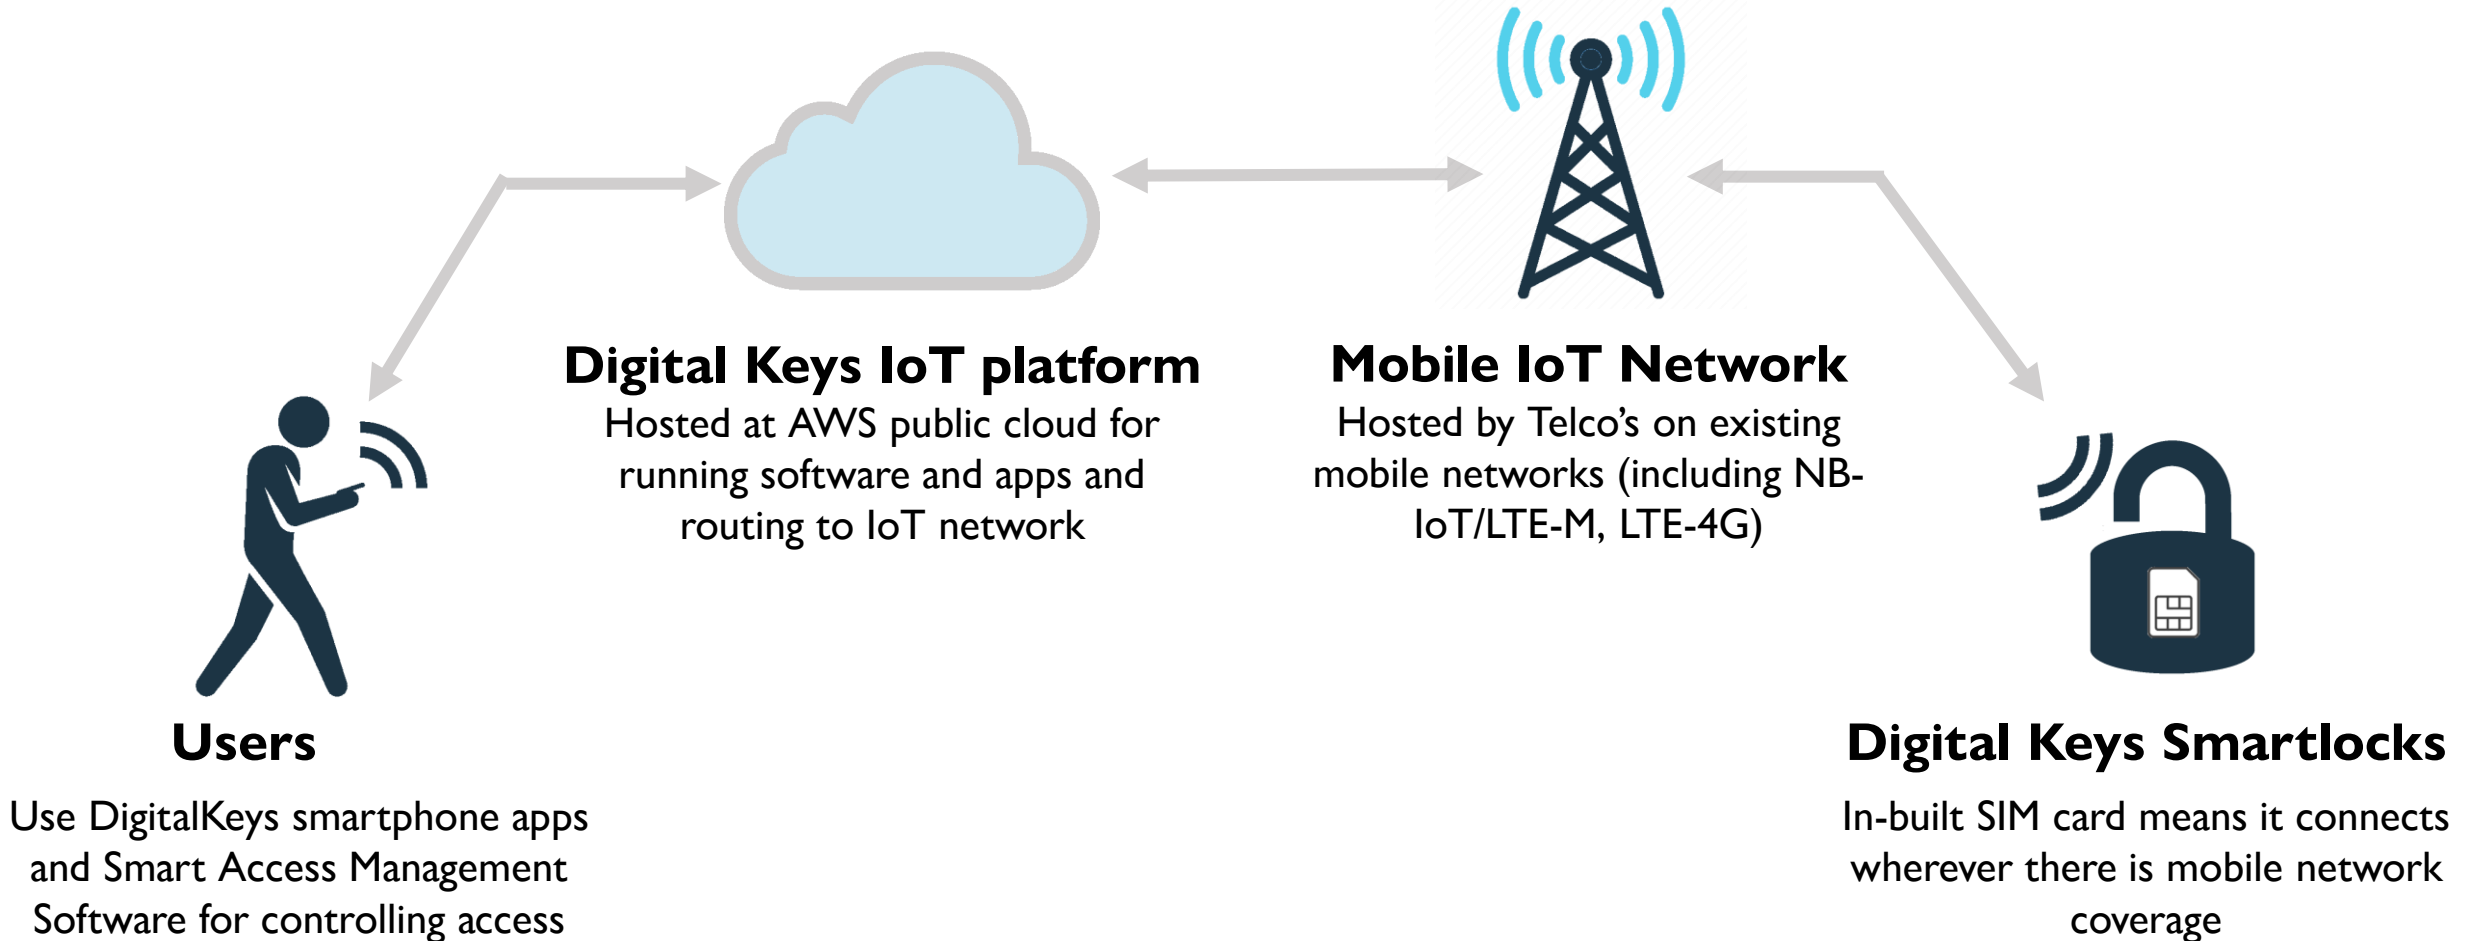 Digital Keys IoT platform
Hosted at AWS public cloud for
running software and apps and
routing to IoT network
Mobile IoT Network
Hosted by Telco’s on existing
mobile networks (including NB-
IoT/LTE-M, LTE-4G)
Users
Use DigitalKeys smartphone apps
and Smart Access Management
Software for controlling access
Digital Keys Smartlocks
In-built SIM card means it connects
wherever there is mobile network
coverage